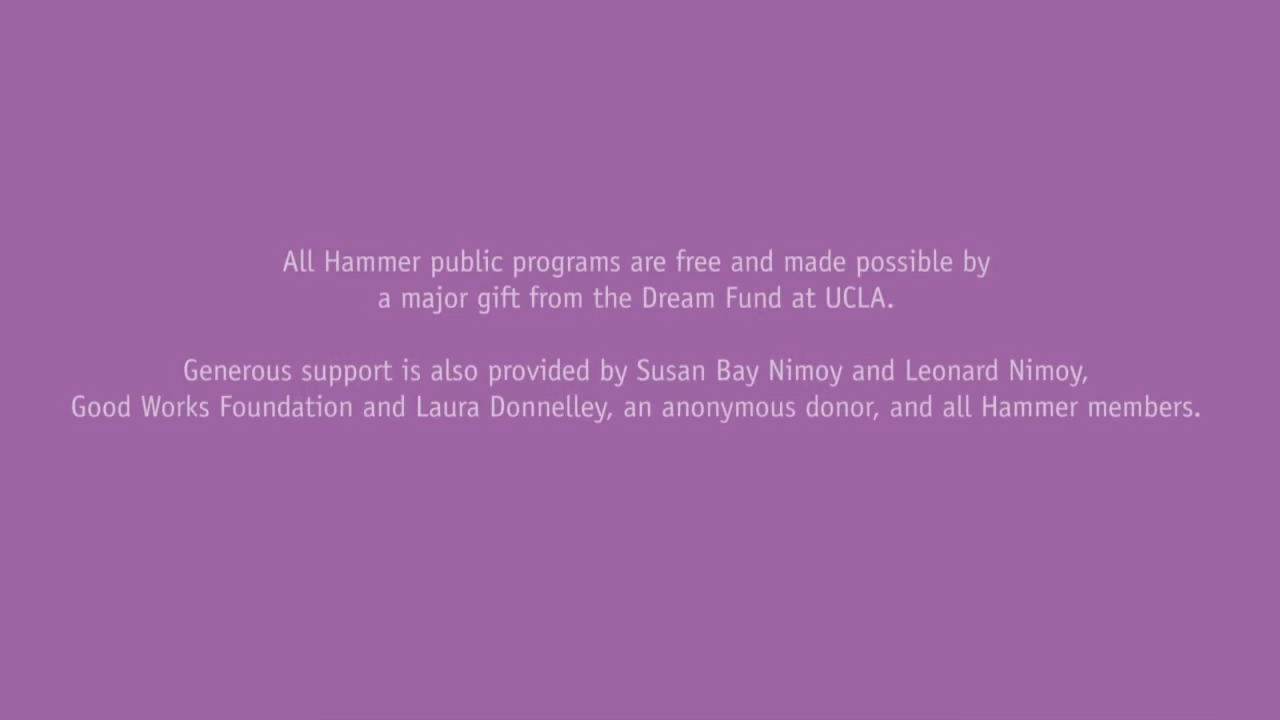 All Hammer public programs are free and made possible by
a major gift from the Dream Fund at UCLA.
Generous support is also provided by Susan Bay Nimoy and Leonard Nimoy,
Good Works Foundation and Laura Donnelley, an anonymous donor, and all Hammer members.